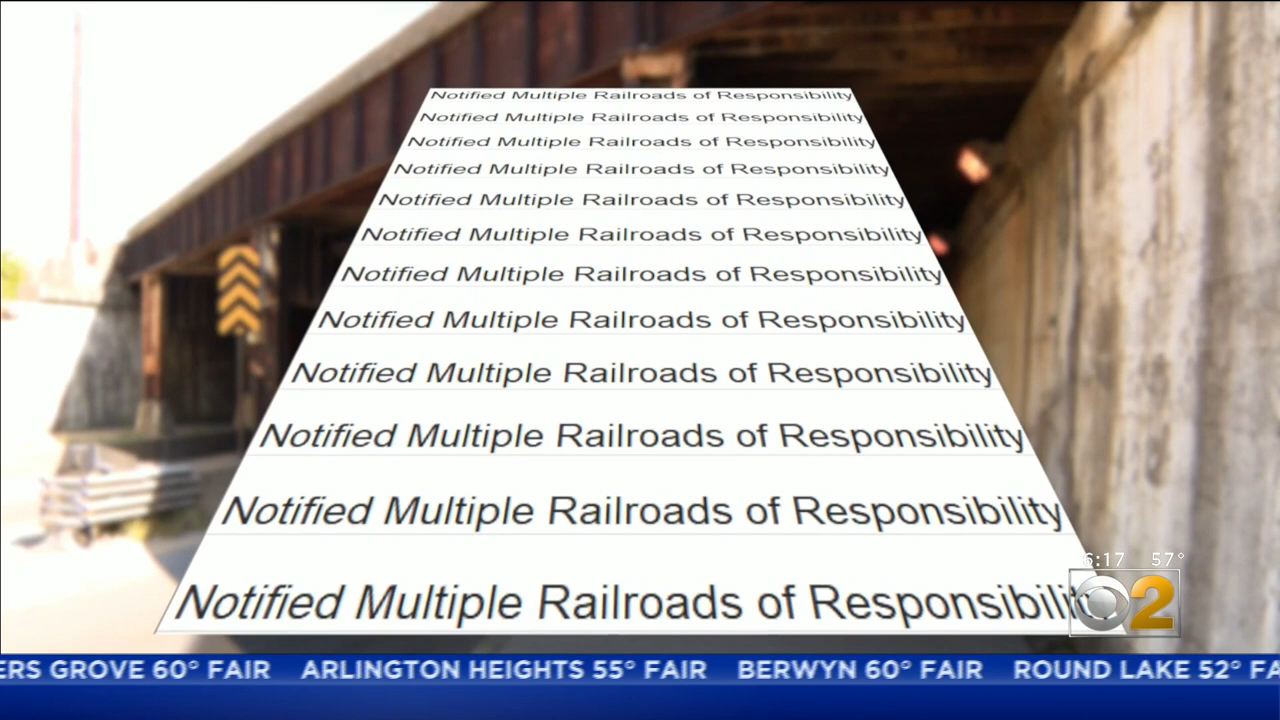 Notified Multiple Railroads of Responsibility
Notified Multiple Railroads of Responsibility
Notified Multiple Railroads of Responsibility
Notified Multiple Railroads of Responsibility
Notified Multiple Railroads of Responsibility
Notified Multiple Railroads of Responsibility
Notified Multiple Railroads of Responsibility
Notified Multiple Railroads of Responsibility
Notified Multiple Railroads of Responsibility
Notified Multiple Railroads of Responsibility
Notified Multiple Railroads of Responsibility
Notified Multiple Railroads of Responsibili
6:17 57°
2
ERS GROVE 60° FAIR ARLINGTON HEIGHTS 55° FAIR BERWYN 60° FAIR ROUND LAKE 52° FA